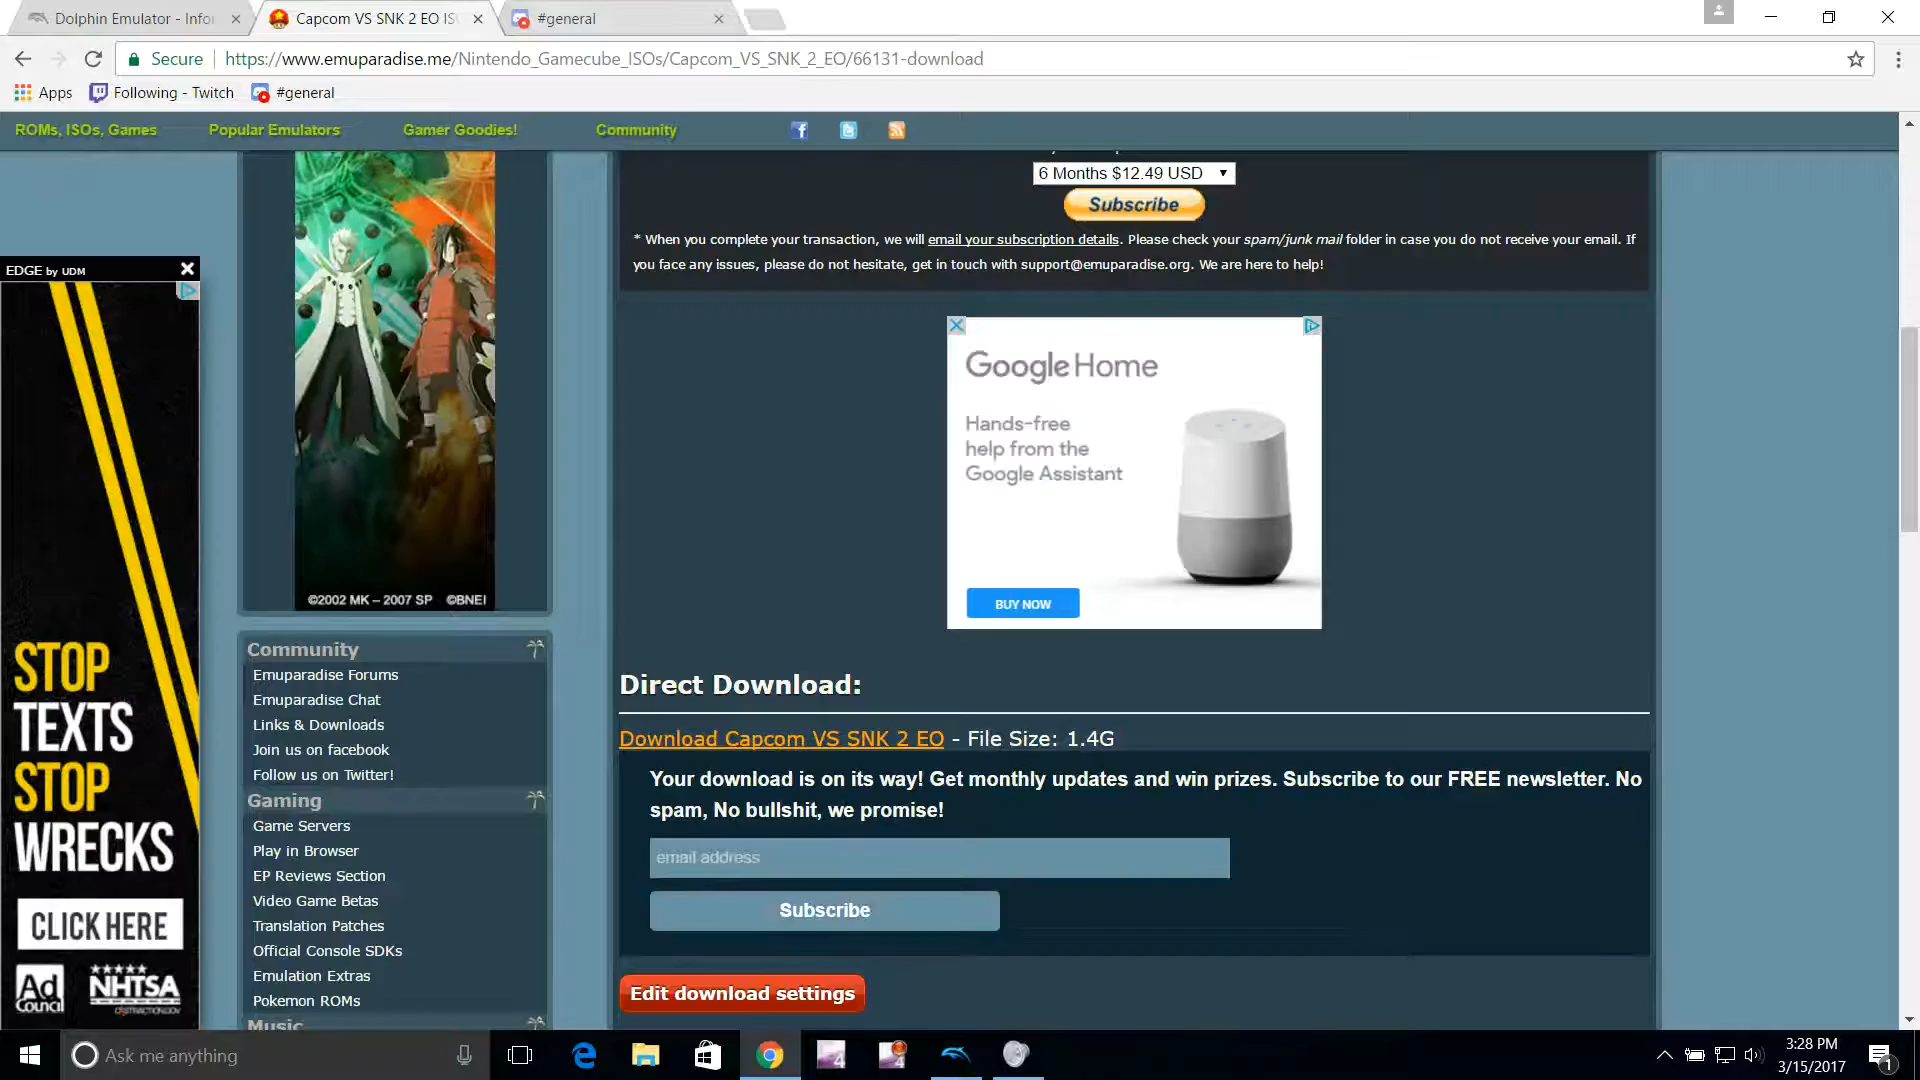 Dolphin Emulator - Info
Capcom VS SNK 2 EO IS
#general
Secure
https://www.emuparadise.me/Nintendo_Gamecube_ISOs/Capcom_VS_SNK_2_EO/66131-download
Apps
Following - Twitch
#general
ROMs, ISOs, Games
Popular Emulators
Gamer Goodies!
Community
6 Months $12.49 USD
Subscribe
* When you complete your transaction, we will email your subscription details. Please check your spam/junk mail folder in case you do not receive your email. If
you face any issues, please do not hesitate, get in touch with support@emuparadise.org. We are here to help!
EDGE by UDM
STOP
TEXTS
STOP
WRECKS
CLICK HERE
Ad
Council
NHTSA
©2002 MK – 2007 SP ©BNEI
Google Home
Hands-free
help from the
Google Assistant
BUY NOW
Community
Emuparadise Forums
Emuparadise Chat
Links & Downloads
Join us on facebook
Follow us on Twitter!
Gaming
Game Servers
Play in Browser
EP Reviews Section
Video Game Betas
Translation Patches
Official Console SDKs
Emulation Extras
Pokemon ROMs
Music
Direct Download:
Download Capcom VS SNK 2 EO - File Size: 1.4G
Your download is on its way! Get monthly updates and win prizes. Subscribe to our FREE newsletter. No
spam, No bullshit, we promise!
email address
Subscribe
Edit download settings
Ask me anything
4
4
3:28 PM
3/15/2017
1